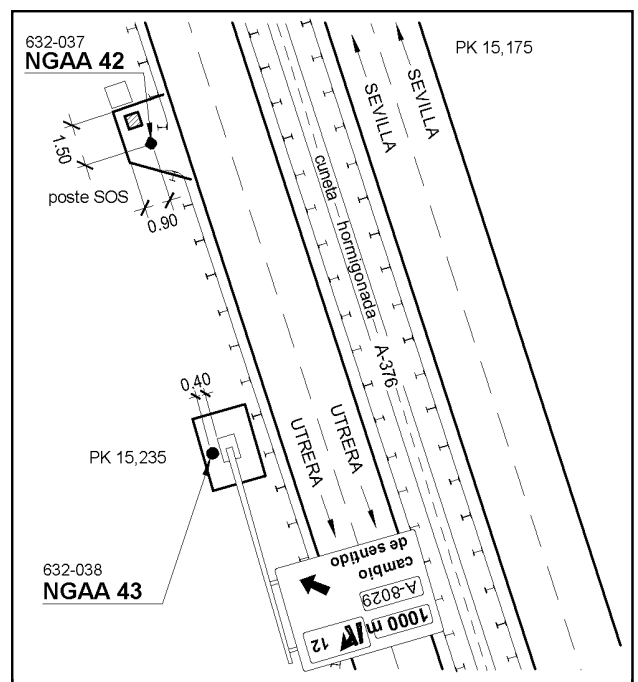 632-037
NGAA 42
PK 15,175
SEVILLA
SEVILLA
1.50
poste SOS
0.90
cuneta hormigonada
A-376
0.40
UTRERA
UTRERA
PK 15,235
632-038
NGAA 43
cambio
de sentido
A-8029
1000 m
12